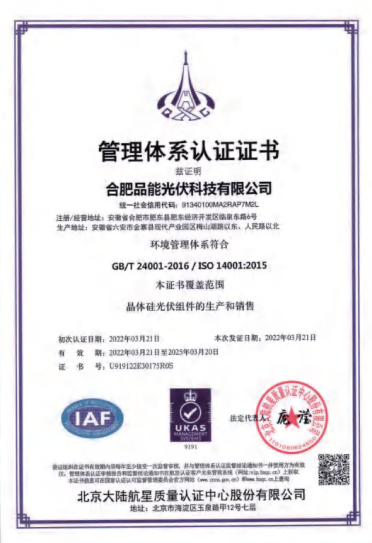 管理体系认证证书
兹证明
合肥品能光伏科技有限公司
统一社会信用代码：91340100MA2RAP7M2L
注册/经营地址：安徽省合肥市肥东县肥东经济开发区临泉东路6号
生产地址：安徽省六安市金寨县现代产业园区梅山湖路以东、人民路以北
环境管理体系符合
GB/T 24001-2016 / ISO 14001:2015
本证书覆盖范围
晶体硅光伏组件的生产和销售
初次认证日期：2022年03月21日
本次发证日期：2022年03月21日
有 效 期：2022年03月21日至2025年03月20日
证 书 号：U919122E30175R0S
IAF
UKAS
MANAGEMENT
SYSTEMS
9191
法定代表人：
北京大陆航星质量认证中心股份有限公司
地址：北京市海淀区玉泉路甲12号七层